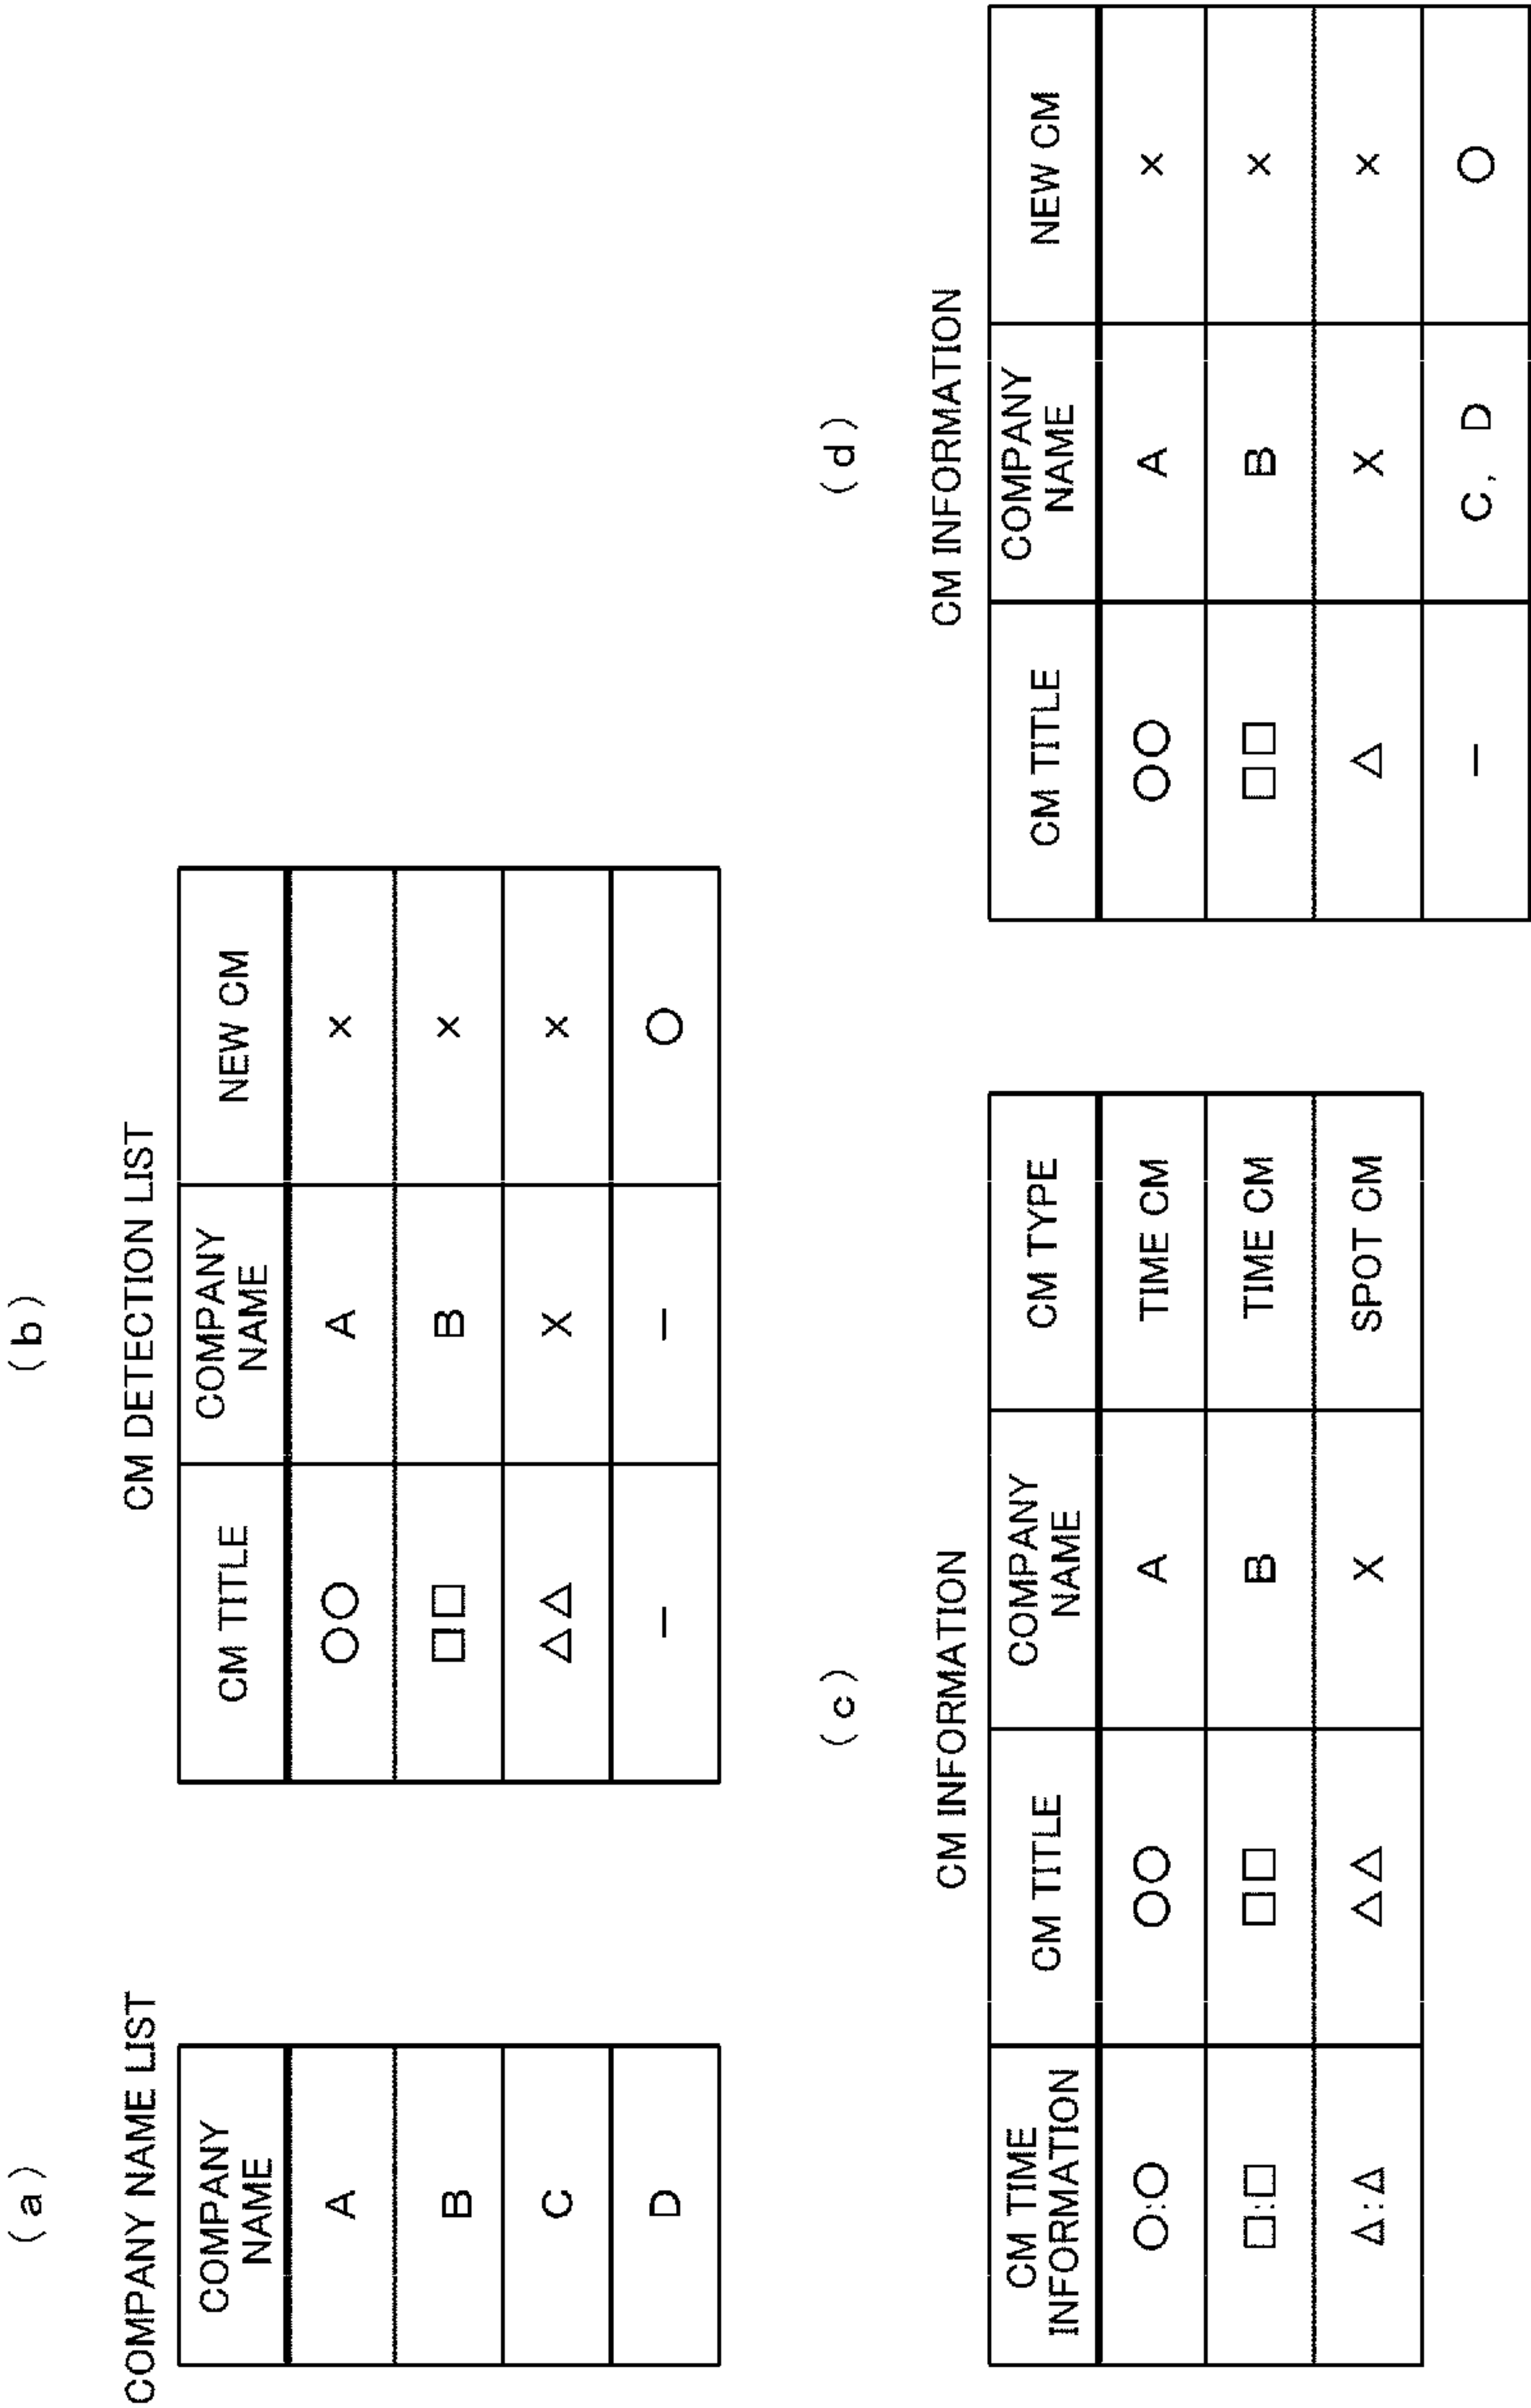 (a)
COMPANY NAME LIST
COMPANY
NAME
A
B
C
D
(b)
CM DETECTION LIST
CM TITLE COMPANY NAME NEW CM
○○ A ×
□□ B ×
△△ X ×
— — ○
(c)
CM INFORMATION
CM TIME INFORMATION CM TITLE COMPANY NAME CM TYPE
○:○ ○○ A TIME CM
□:□ □□ B TIME CM
△:△ △△ X SPOT CM
(d)
CM INFORMATION
CM TITLE COMPANY NAME NEW CM
○○ A ×
□□ B ×
△ X ×
— C, D ○